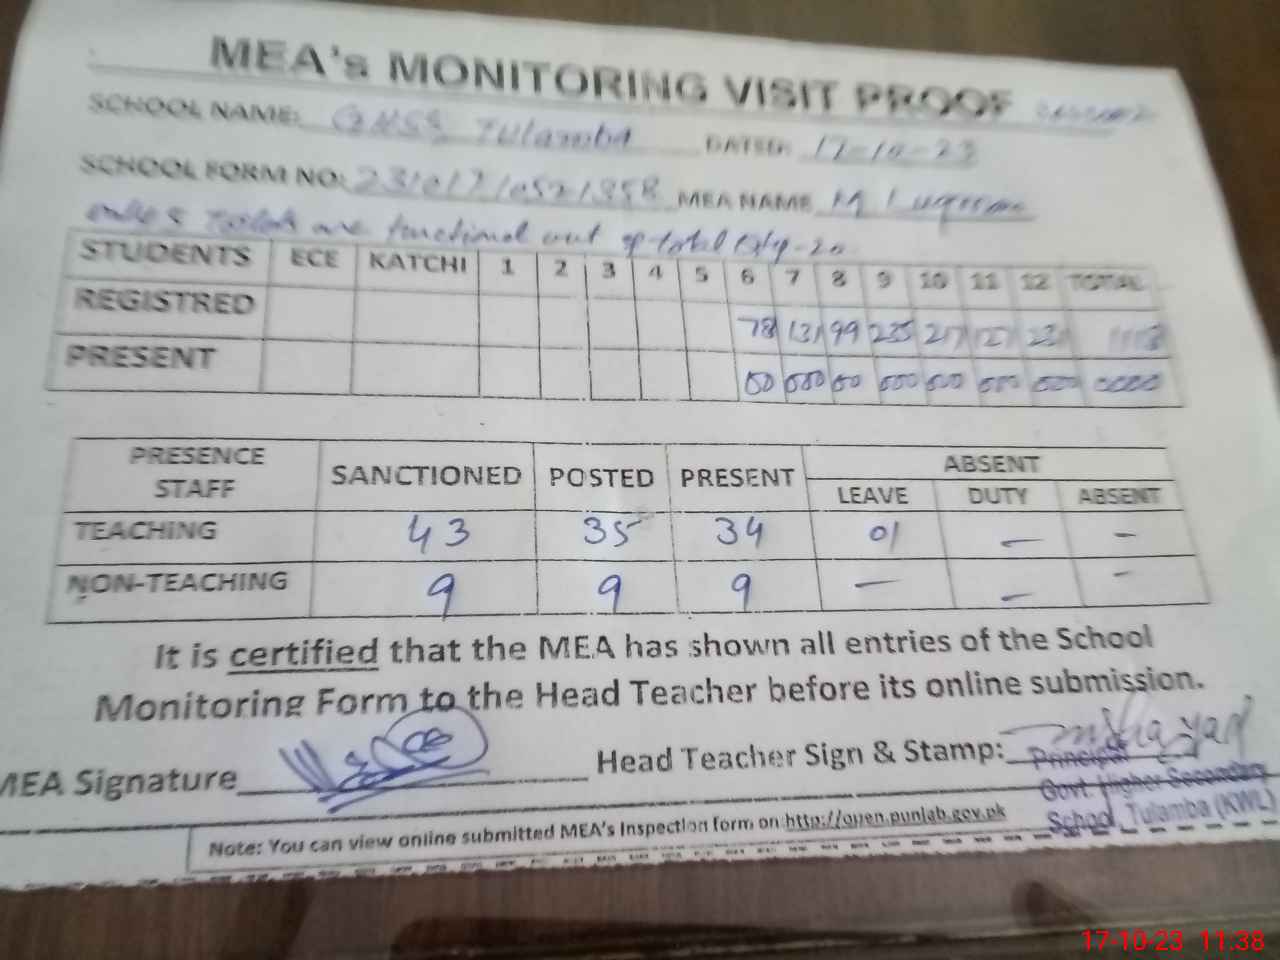 MEA's MONITORING VISIT PROOF
SCHOOL NAME: GHSS Tulamba DATED: 17-10-23
SCHOOL FORM NO: MEA NAME M Luqman
are functional out of total
STUDENTS ECE KATCHI 1 2 3 4 5 6 7 8 9 10 11 12 TOTAL
REGISTRED 78 131 99 235 217 127
PRESENT
PRESENCE STAFF SANCTIONED POSTED PRESENT ABSENT
LEAVE DUTY ABSENT
TEACHING 43 35 34 01 - -
NON-TEACHING 9 9 9 - - -
It is certified that the MEA has shown all entries of the School
Monitoring Form to the Head Teacher before its online submission.
MEA Signature Head Teacher Sign & Stamp:
Principal
Govt. Higher Secondary
School, Tulamba (KWL)
Note: You can view online submitted MEA's Inspection form on http://open.punjab.gov.pk
17-10-23 11:38